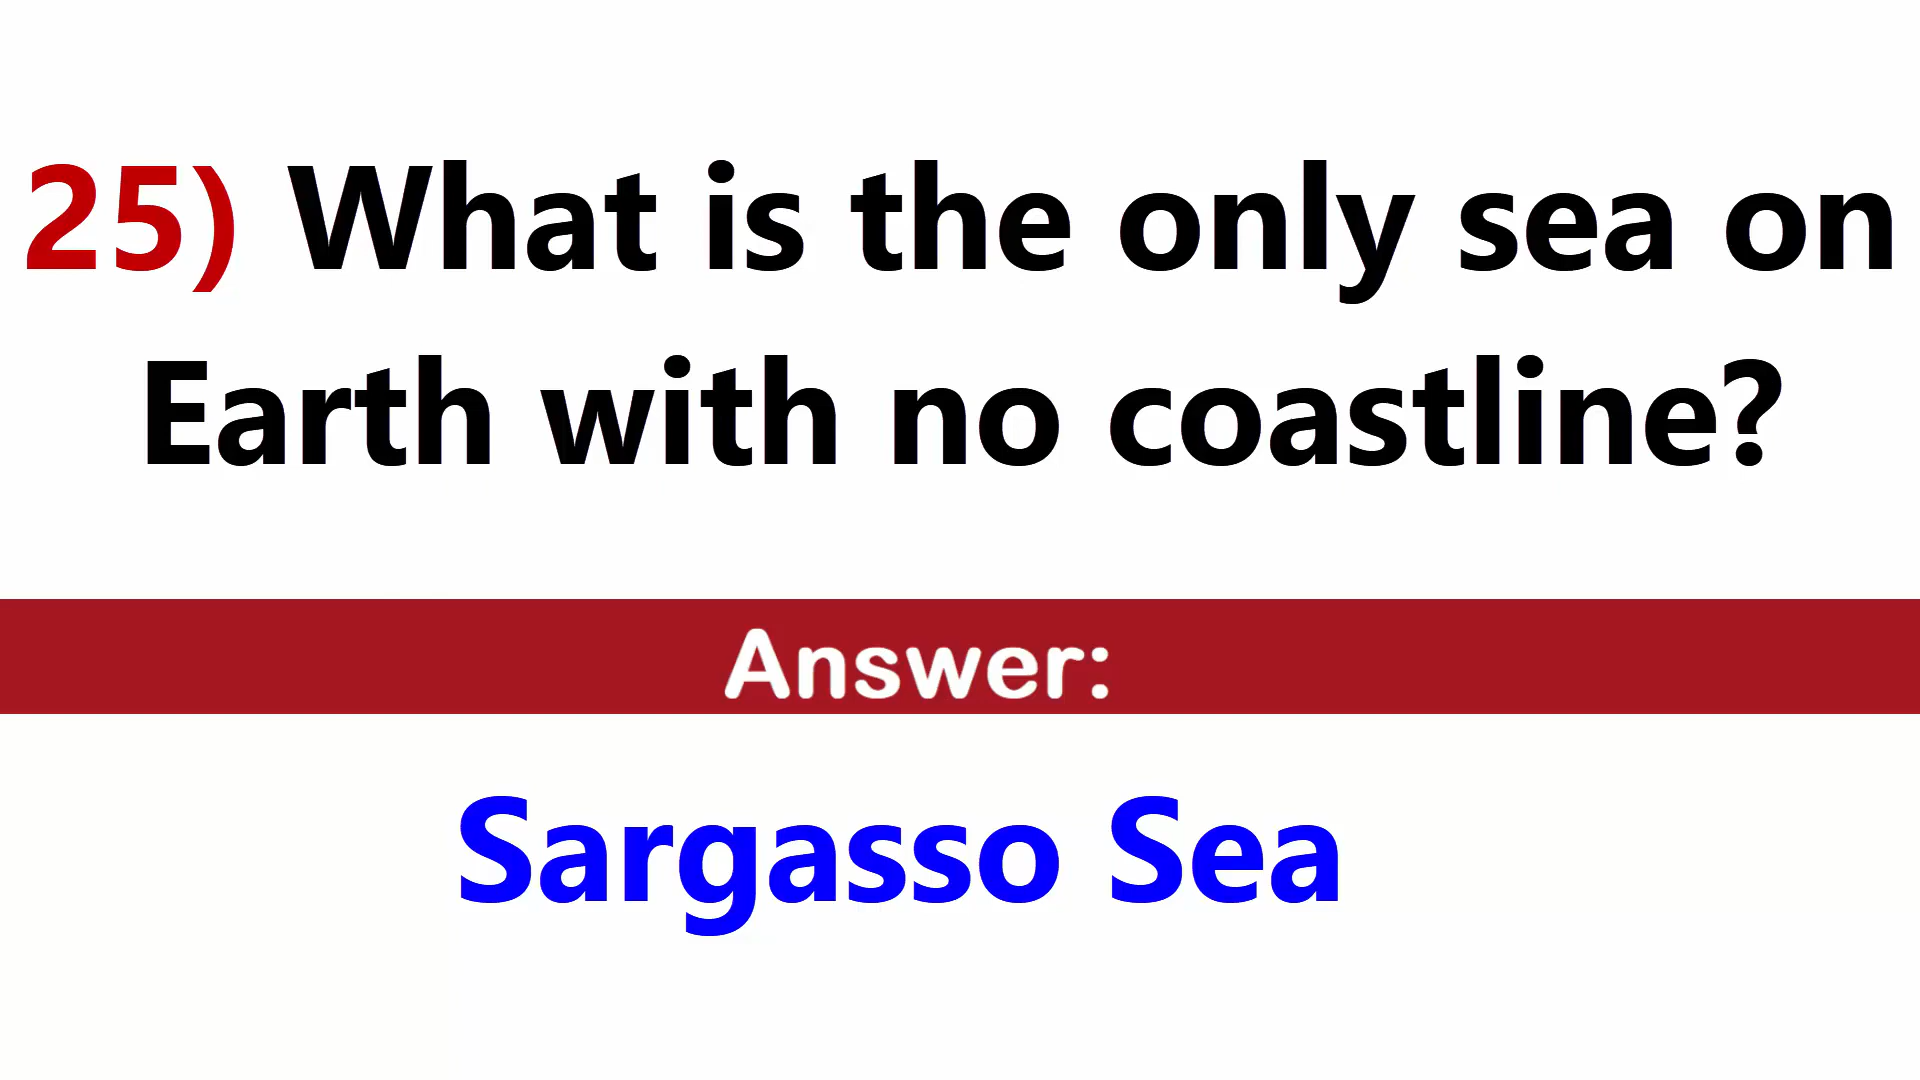 25) What is the only sea on
Earth with no coastline?
Answer:
Sargasso Sea